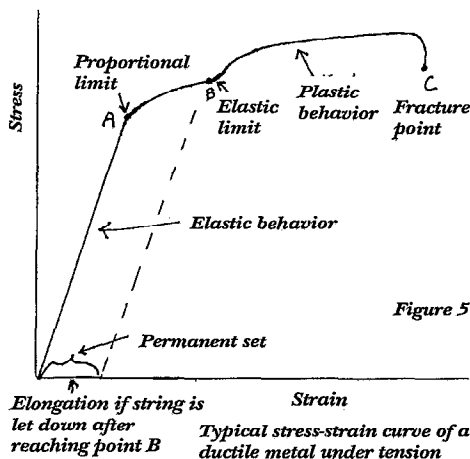 Stress
Proportional
limit
A
B
Elastic
limit
Plastic
behavior
C
Fracture
point
Elastic behavior
Figure 5
Permanent set
Elongation if string is
let down after
reaching point B
Strain
Typical stress-strain curve of a
ductile metal under tension